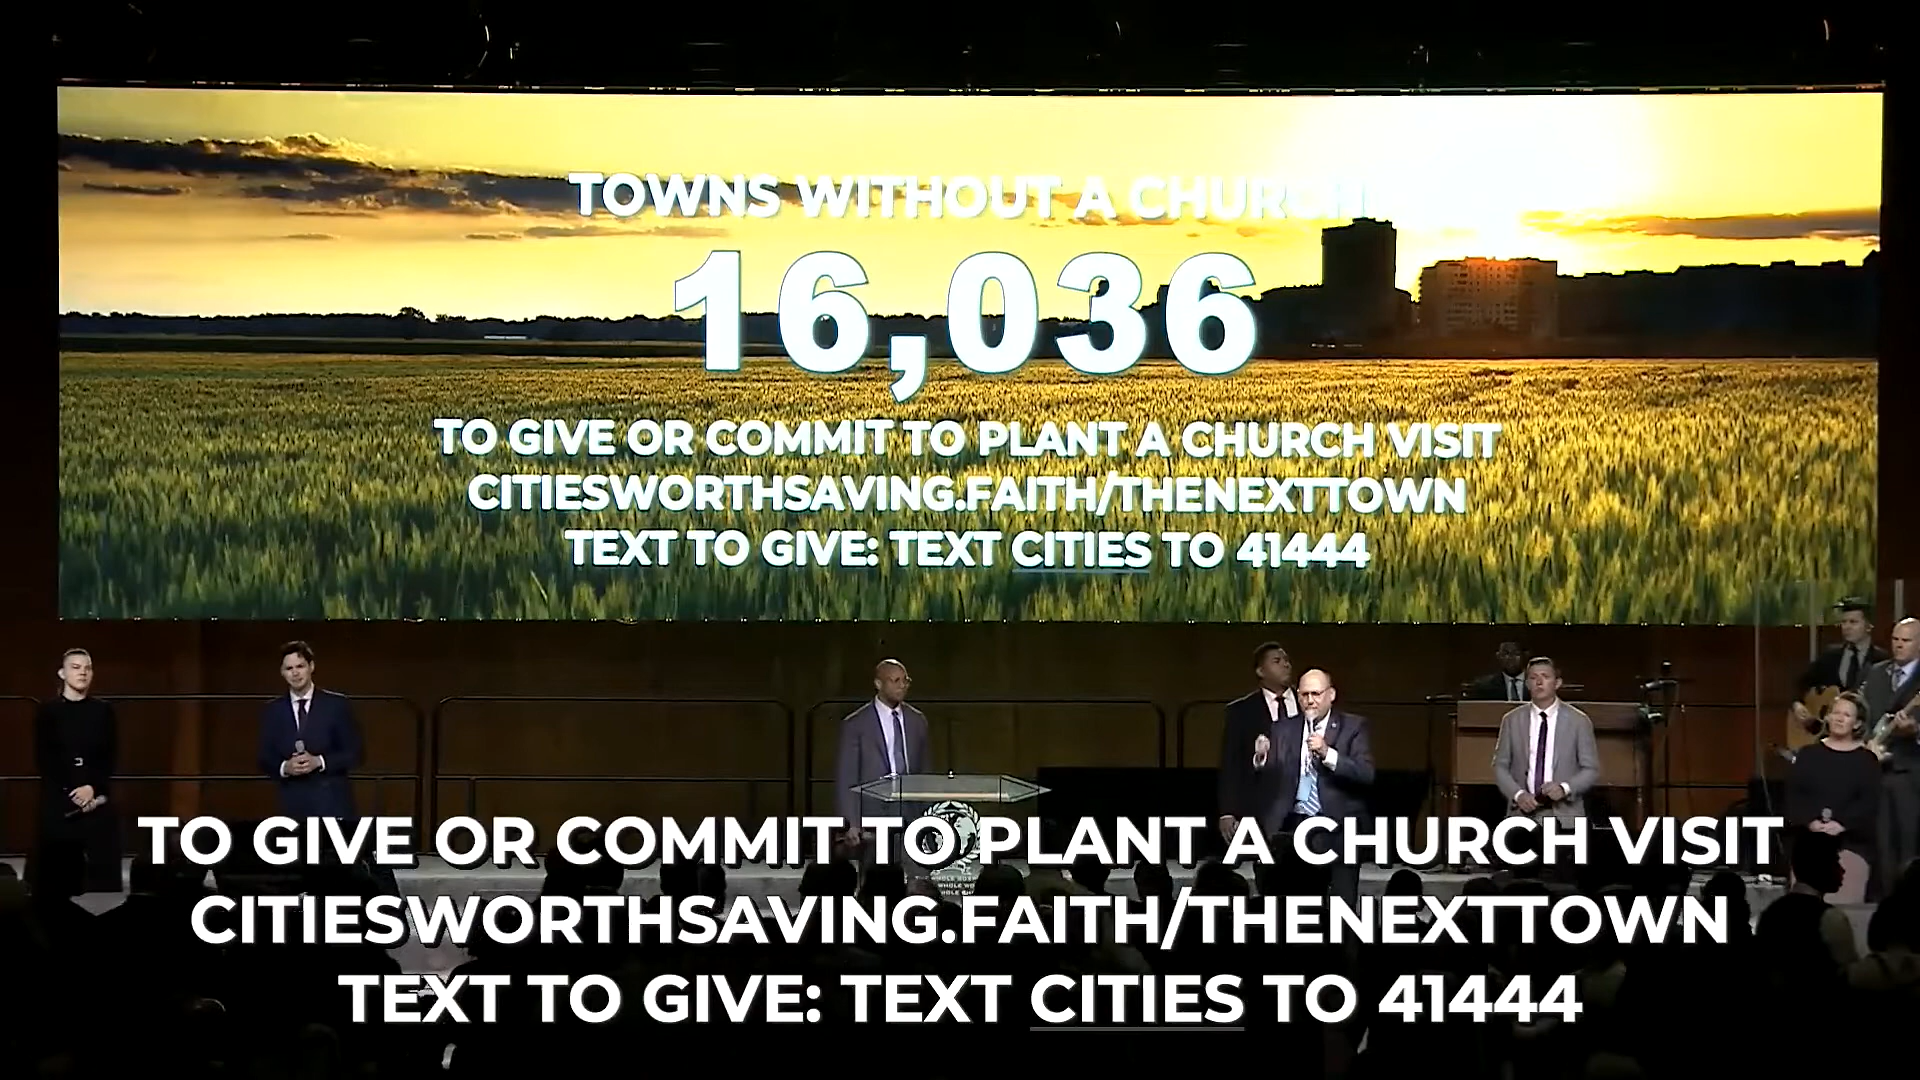 TOWNS WITHOUT A CHURCH
16,036
TO GIVE OR COMMIT TO PLANT A CHURCH VISIT
CITIESWORTHSAVING.FAITH/THENEXTTOWN
TEXT TO GIVE: TEXT CITIES TO 41444
TO GIVE OR COMMIT TO PLANT A CHURCH VISIT
CITIESWORTHSAVING.FAITH/THENEXTTOWN
TEXT TO GIVE: TEXT CITIES TO 41444